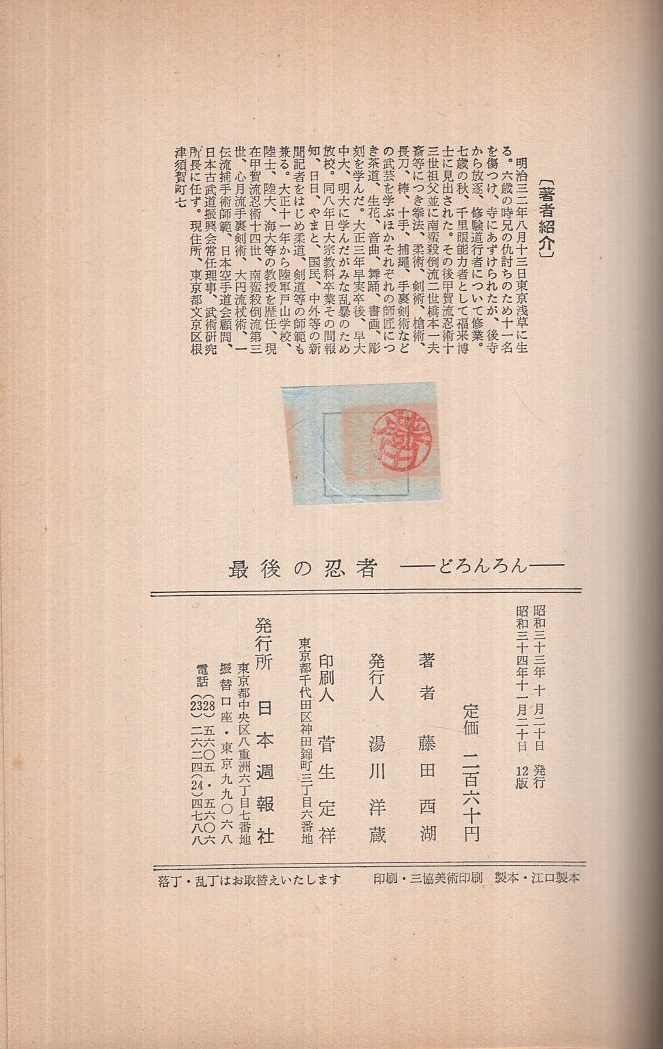 〔著者紹介〕
明治三二年八月十三日東京浅草に生
る。六歳の時兄の仇討ちのため十一名
を傷つけ、寺にあずけられたが、後寺
から放逐、修験道行者について修業。
七歳の秋、千里眼能力者として福来博
士に見出された。その後甲賀流忍術十
三世祖父並に南蛮殺倒流二世橋本一夫
斎等につき拳法、柔術、剣術、槍術、
長刀、棒、十手、捕縄、手裏剣術など
の武芸を学ぶほかそれぞれの師匠につ
き茶道、生花、音曲、舞踊、書画、彫
刻を学んだ。大正三年早実卒後、早大
中大、明大に学んだがみな乱暴のため
放校。同八年日大宗教科卒業その間報
知、日日、やまと、国民、中外等の新
聞記者をはじめ柔道、剣道等の師範も
兼る。大正十一年から陸軍戸山学校、
陸士、陸大、海大等の教授を歴任、現
在甲賀流忍術十四世、南蛮殺倒流第三
世、心月流手裏剣術、大円流杖術、一
伝流捕手術師範、日本空手道会顧問、
日本古武道振興会常任理事、武術研究
所長に任ず。現住所、東京都文京区根
津須賀町七
最後の忍者 ――どろんろん――
昭和三十三年 十 月二十日 発行
昭和三十四年十一月二十日 12版
定価 二百六十円
著者 藤田西湖
発行人 湯川洋蔵
印刷人 菅生定祥
東京都千代田区神田錦町三丁目六番地
発行所 日本週報社
東京都中央区八重洲六丁目七番地
振替口座・東京九九〇六八
電話(328)五六〇五・五六〇六
(23)二六二四(24)四七八八
落丁・乱丁はお取替えいたします
印刷・三協美術印刷 製本・江口製本